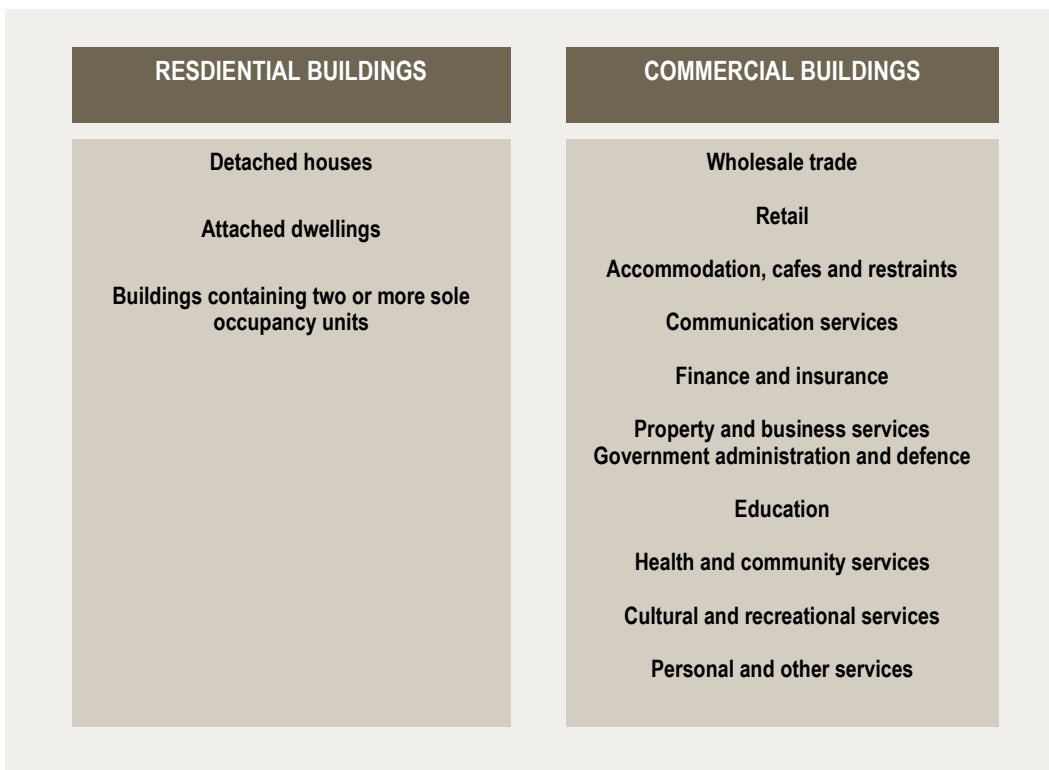 RESDIENTIAL BUILDINGS
Detached houses
Attached dwellings
Buildings containing two or more sole
occupancy units
COMMERCIAL BUILDINGS
Wholesale trade
Retail
Accommodation, cafes and restraints
Communication services
Finance and insurance
Property and business services
Government administration and defence
Education
Health and community services
Cultural and recreational services
Personal and other services